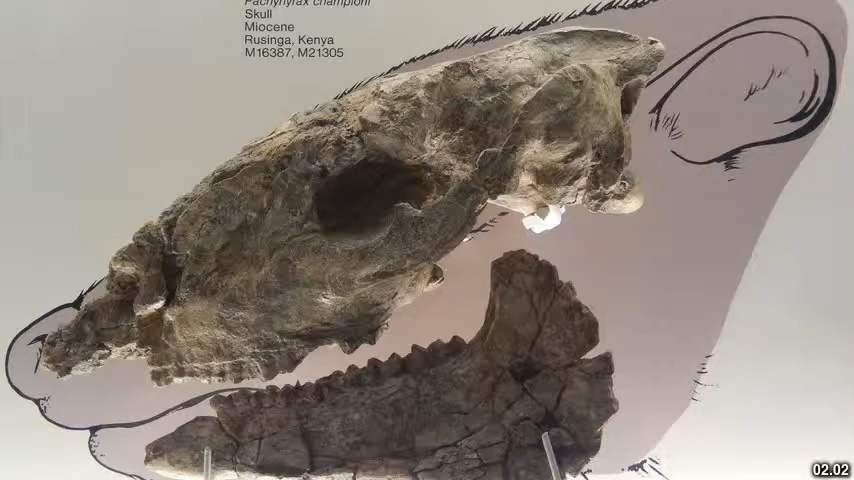 Pachyhyrax championi
Skull
Miocene
Rusinga, Kenya
M16387, M21305
02.02